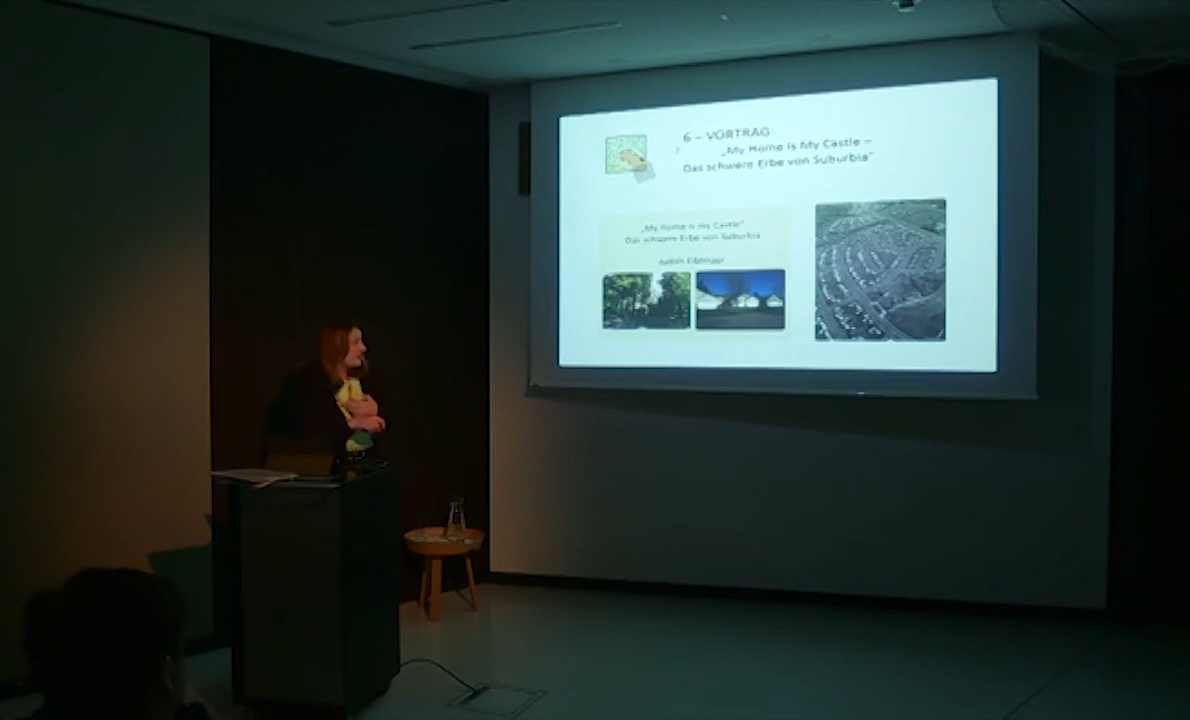 6 – VORTRAG:
„My Home Is My Castle –
Das schwere Erbe von Suburbia“
„My Home is my Castle“
Das schwere Erbe von Suburbia
Judith